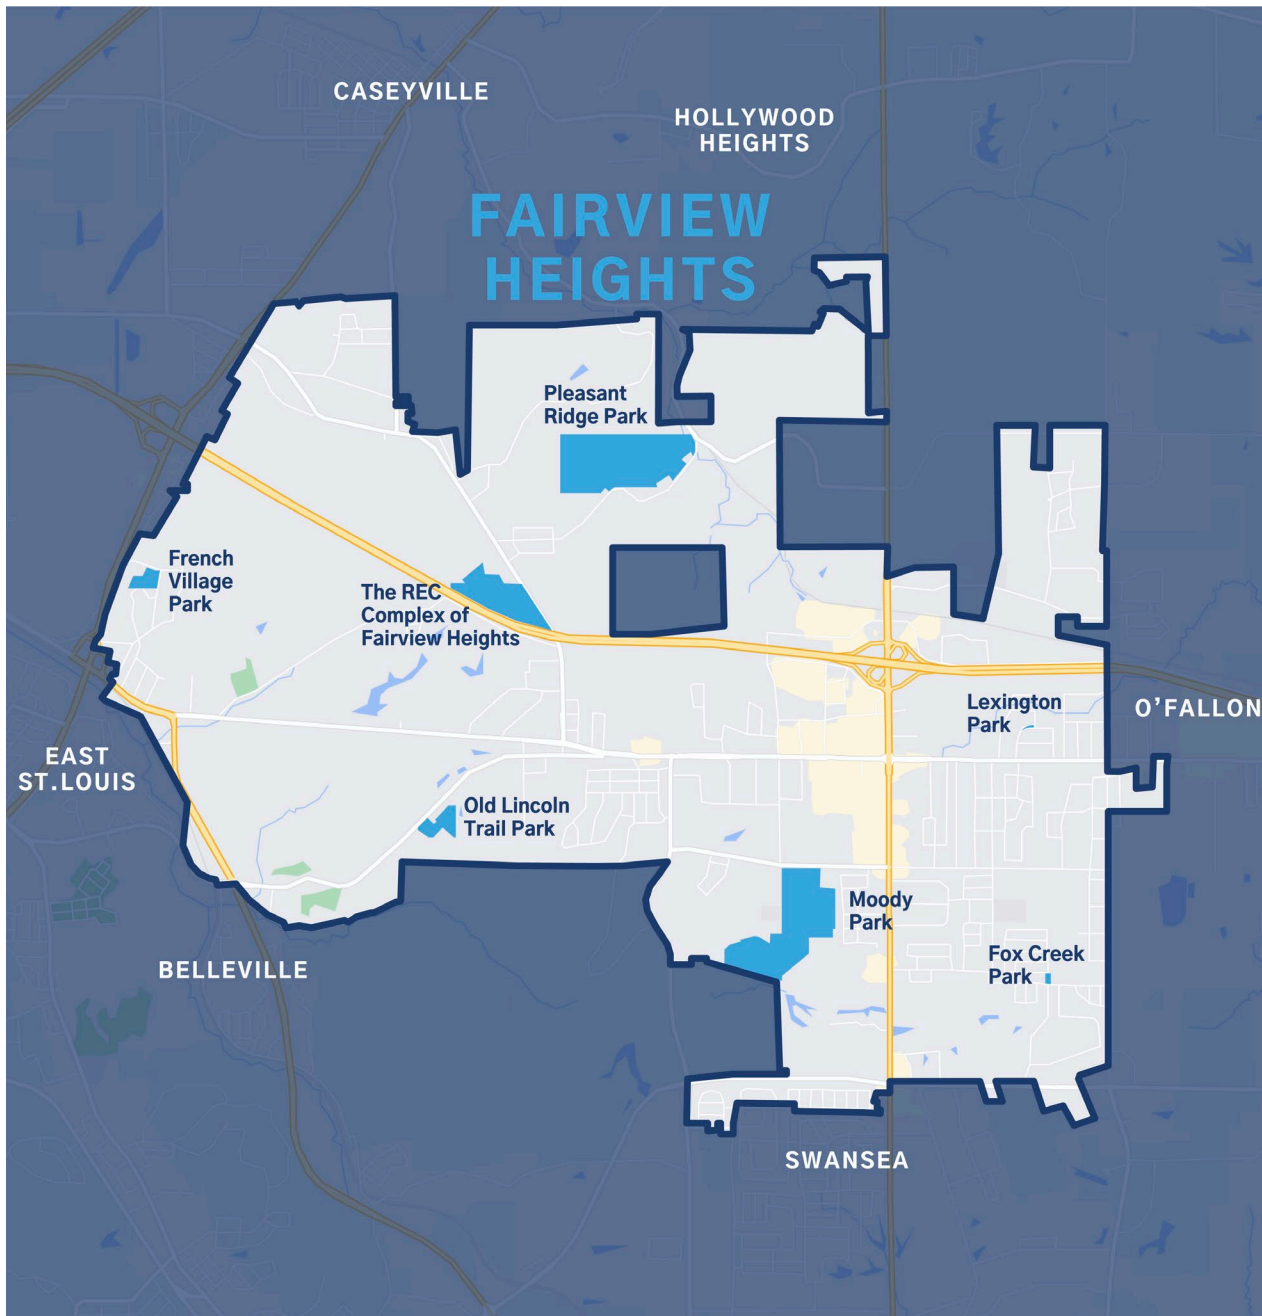 CASEYVILLE
HOLLYWOOD
HEIGHTS
FAIRVIEW
HEIGHTS
Pleasant
Ridge Park
French
Village
Park
The REC
Complex of
Fairview Heights
Lexington
Park
O’FALLON
EAST
ST.LOUIS
Old Lincoln
Trail Park
Moody
Park
Fox Creek
Park
BELLEVILLE
SWANSEA